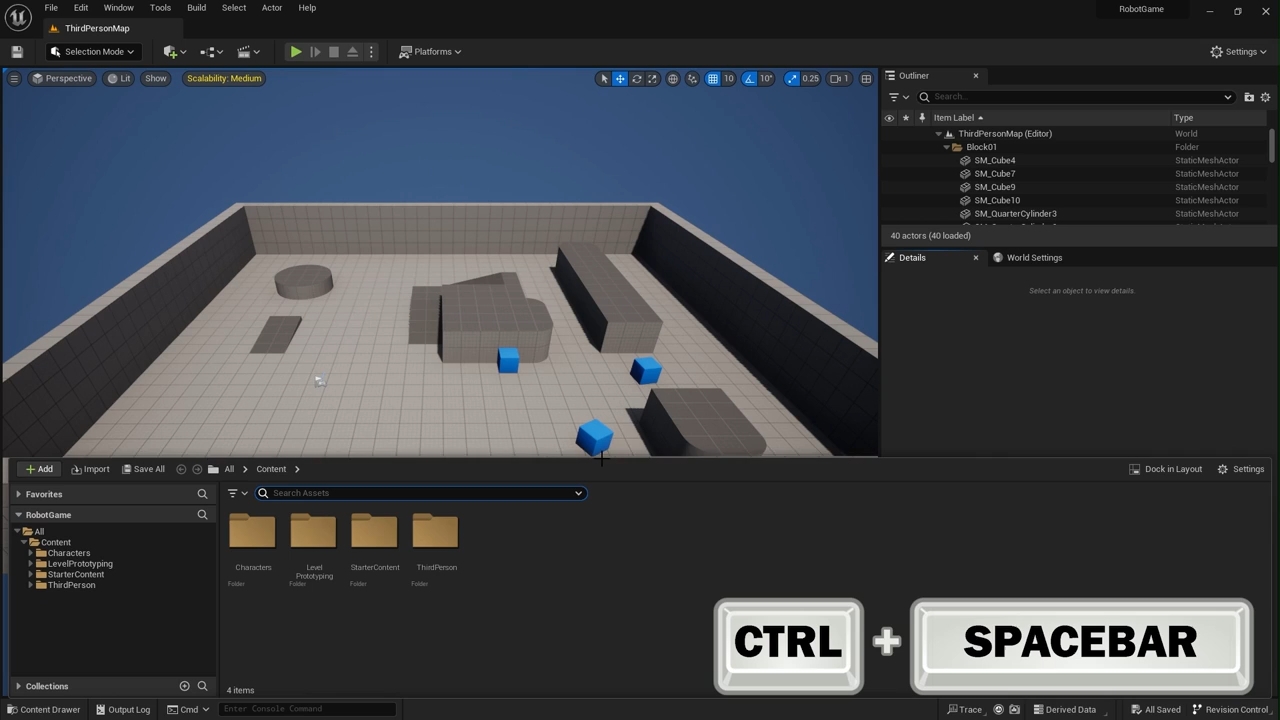 File Edit Window Tools Build Select Actor Help
RobotGame
ThirdPersonMap
Selection Mode
Platforms
Settings
Perspective Lit Show Scalability: Medium
10 10° 0.25 1
Outliner
Search...
Item Label Type
ThirdPersonMap (Editor) World
Block01 Folder
SM_Cube4 StaticMeshActor
SM_Cube7 StaticMeshActor
SM_Cube9 StaticMeshActor
SM_Cube10 StaticMeshActor
SM_QuarterCylinder3 StaticMeshActor
40 actors (40 loaded)
Details World Settings
Select an object to view details.
Add Import Save All All Content Dock in Layout Settings
Favorites
Search Assets
RobotGame
All
Content
Characters
LevelPrototyping
StarterContent
ThirdPerson
Characters Level Prototyping StarterContent ThirdPerson
Folder Folder Folder Folder
CTRL + SPACEBAR
Collections
4 items
Content Drawer Output Log Cmd Enter Console Command Trace Derived Data All Saved Revision Control